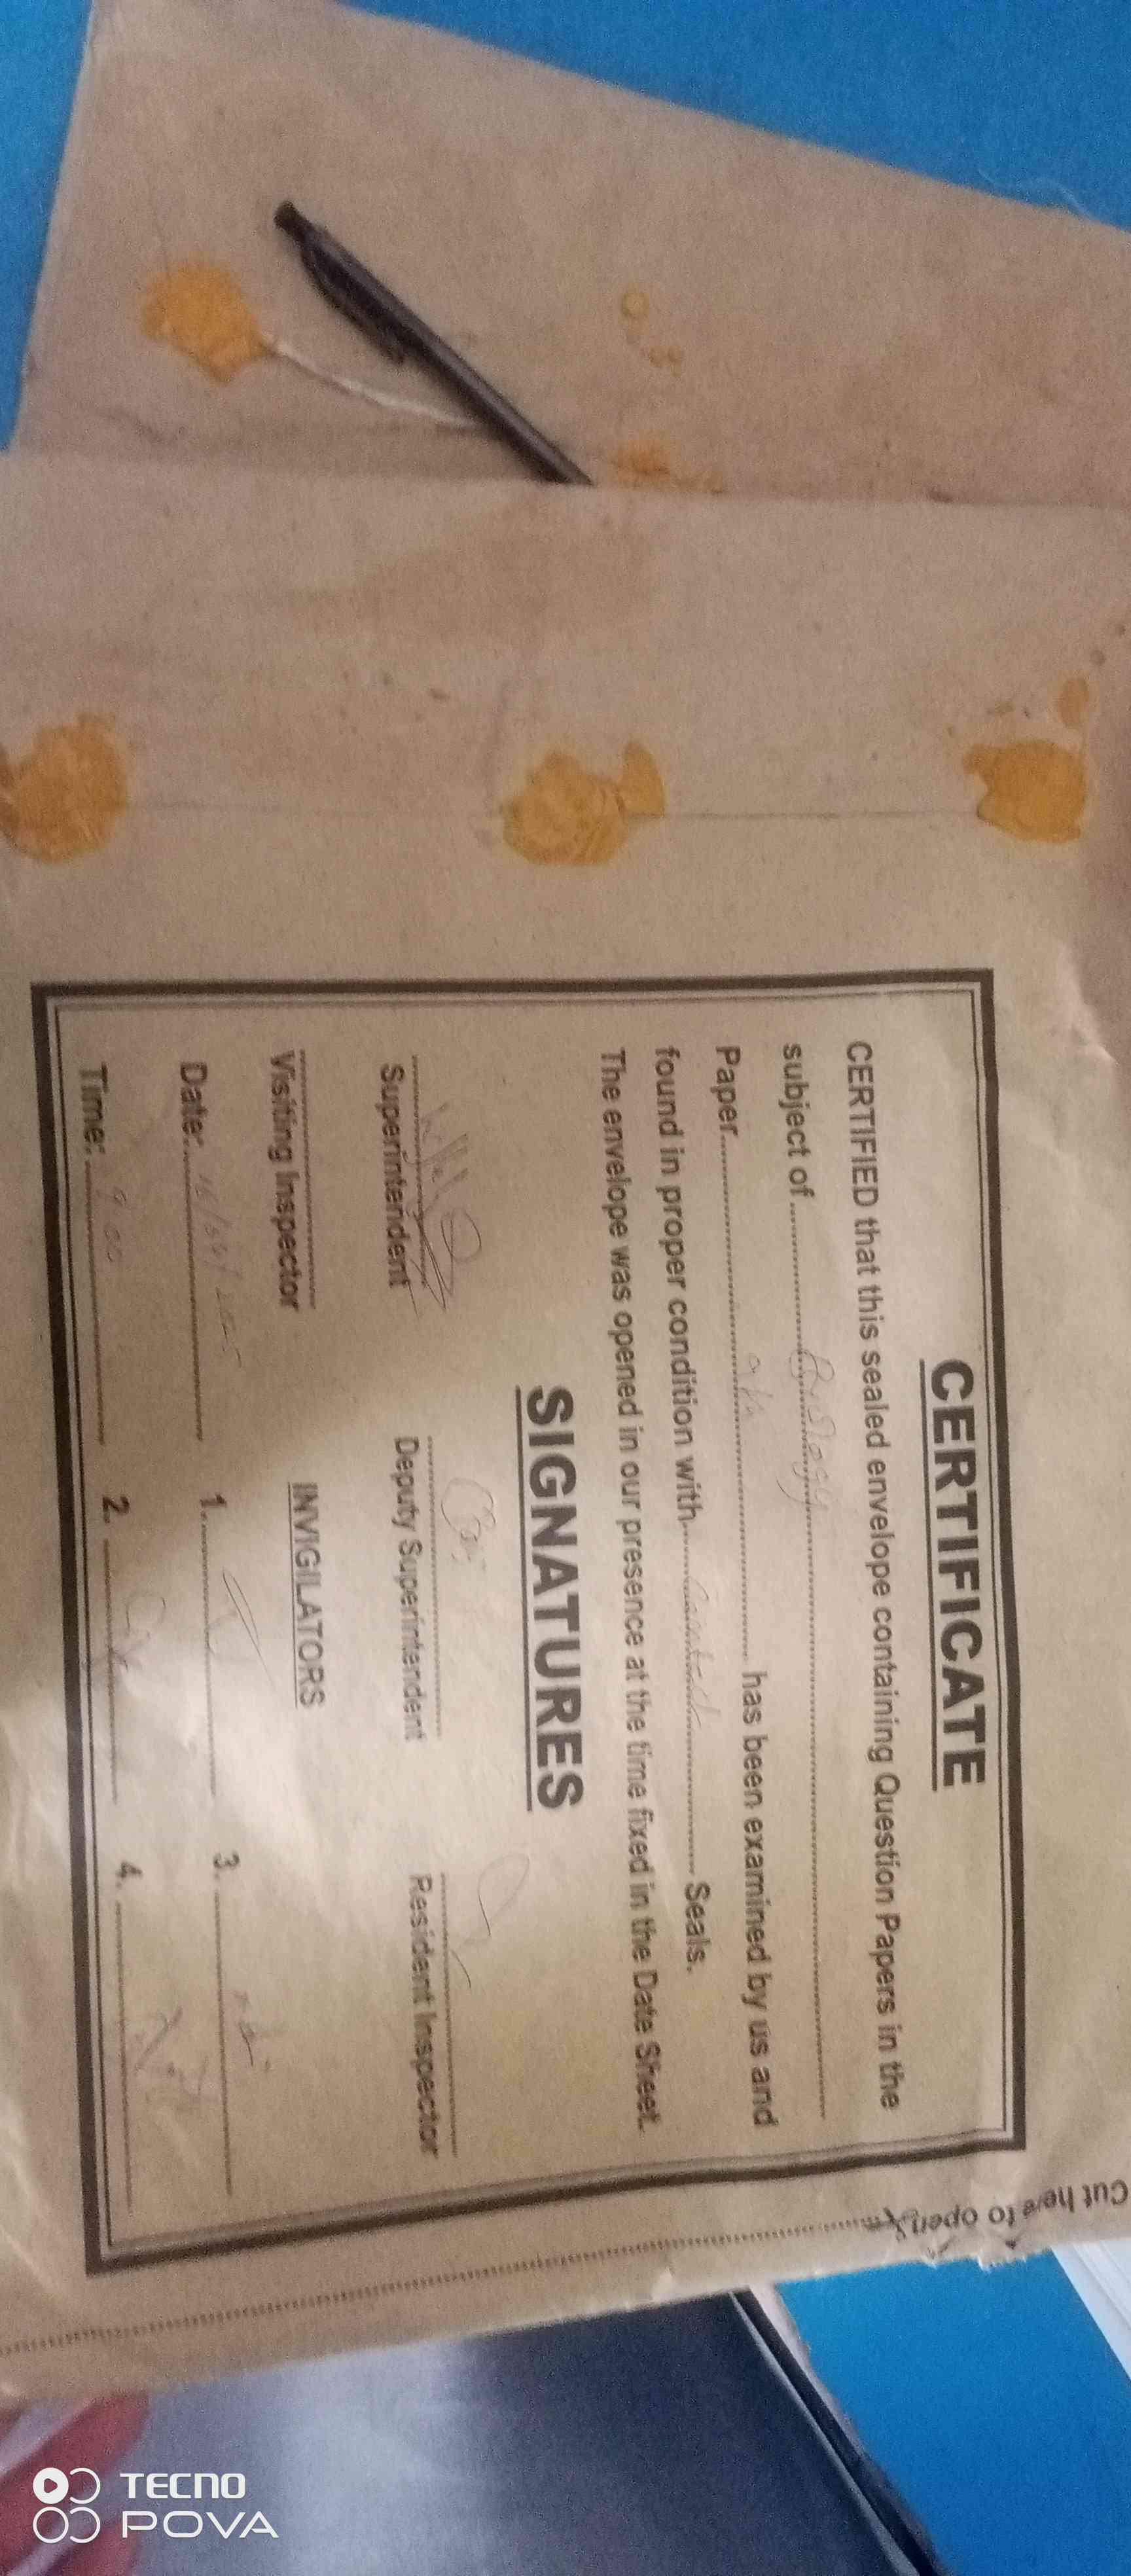 CERTIFICATE
CERTIFIED that this sealed envelope containing Question Papers in the
subject of ........ Biology ........
Paper................ has been examined by us and
found in proper condition with................ Seals.
The envelope was opened in our presence at the time fixed in the Date Sheet.
SIGNATURES
Superintendent Deputy Superintendent Resident Inspector
Visiting Inspector
INVIGILATORS
Date:
1. 3.
Time: 9 00
2. 4.
Cut here to open
TECNO
POVA